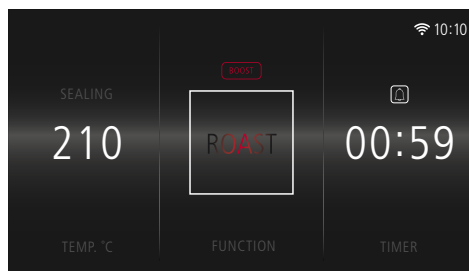 10:10
BOOST
SEALING
210
ROAST
00:59
TEMP. °C
FUNCTION
TIMER